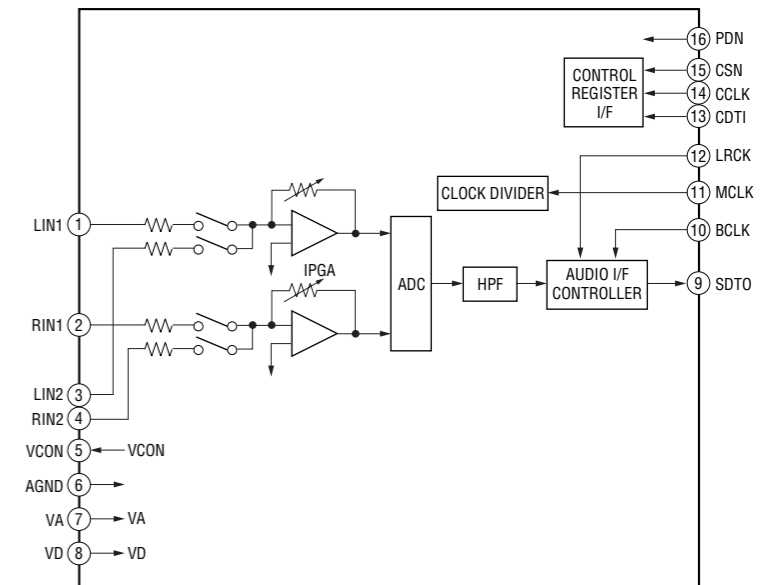 16 PDN
15 CSN
14 CCLK
13 CDTI
CONTROL
REGISTER
I/F
12 LRCK
11 MCLK
CLOCK DIVIDER
10 BCLK
LIN1 1
IPGA
ADC
HPF
AUDIO I/F
CONTROLLER
9 SDTO
RIN1 2
LIN2 3
RIN2 4
VCON 5 VCON
AGND 6
VA 7 VA
VD 8 VD